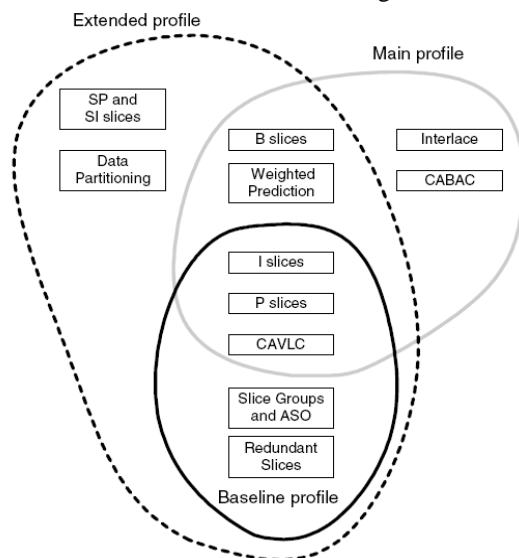 Extended profile
Main profile
SP and
SI slices
B slices
Interlace
Data
Partitioning
Weighted
Prediction
CABAC
I slices
P slices
CAVLC
Slice Groups
and ASO
Redundant
Slices
Baseline profile